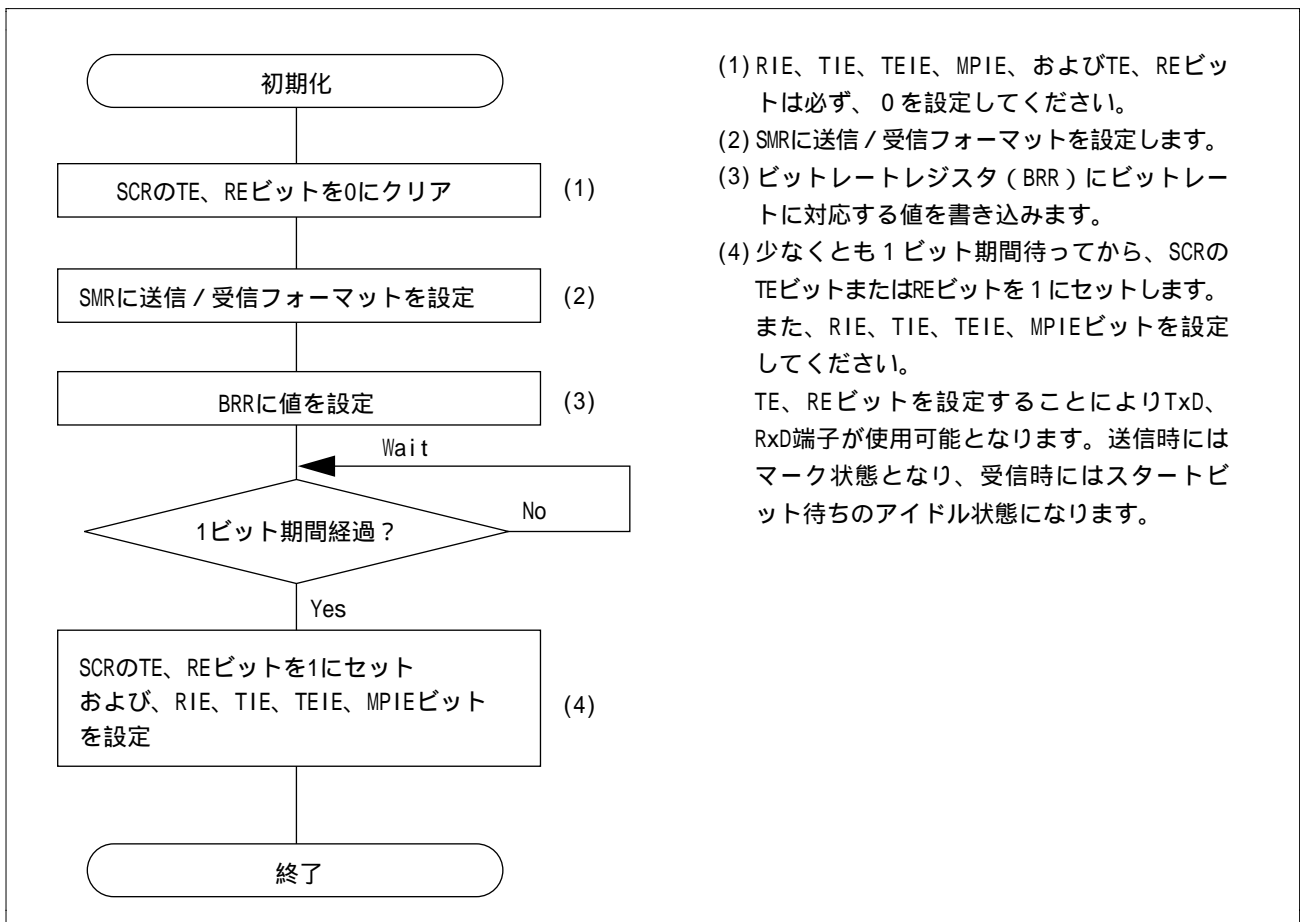 初期化
SCRのTE、REビットを0にクリア
(1)
SMRに送信／受信フォーマットを設定
(2)
BRRに値を設定
(3)
Wait
1ビット期間経過？
No
Yes
SCRのTE、REビットを1にセット
および、RIE、TIE、TEIE、MPIEビット
を設定
(4)
終了
(1) RIE、TIE、TEIE、MPIE、およびTE、REビッ
トは必ず、０を設定してください。
(2) SMRに送信／受信フォーマットを設定します。
(3) ビットレートレジスタ（BRR）にビットレー
トに対応する値を書き込みます。
(4) 少なくとも１ビット期間待ってから、SCRの
TEビットまたはREビットを１にセットします。
また、RIE、TIE、TEIE、MPIEビットを設定
してください。
TE、REビットを設定することによりTxD、
RxD端子が使用可能となります。送信時には
マーク状態となり、受信時にはスタートビ
ット待ちのアイドル状態になります。